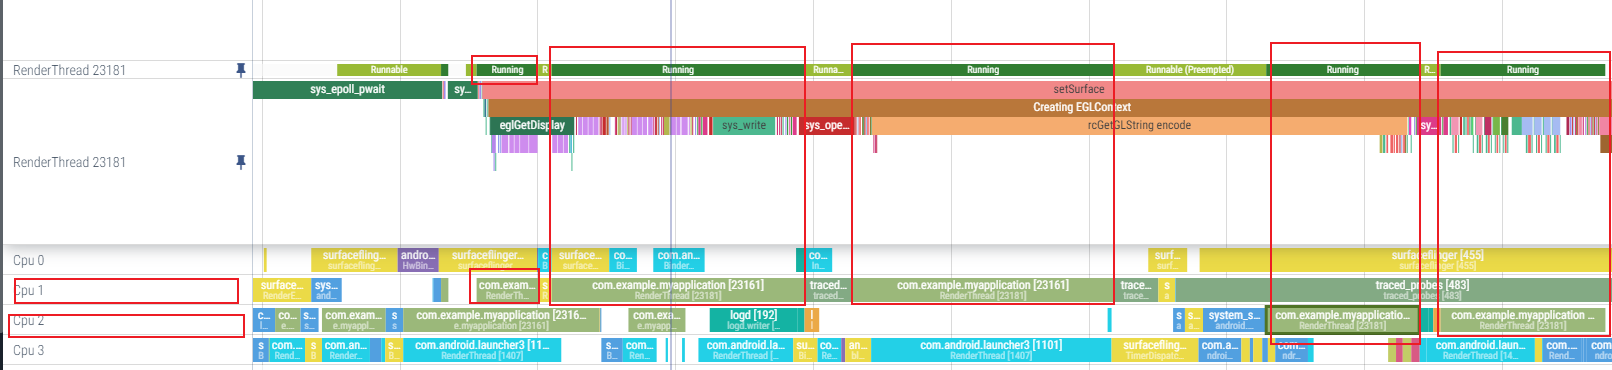 RenderThread 23181
Runnable
Running
R
Running
Runna...
Running
Runnable (Preempted)
Running
R...
Running
sys_epoll_pwait
sy...
setSurface
Creating EGLContext
eglGetDisplay
sys_write
sys_ope...
rcGetGLString encode
sy...
RenderThread 23181
Cpu 0
surfacefling...
surfacefling...
andro...
HwBin...
surfaceflinger...
surfaceflinger
c
B
surface...
surface...
co...
Bi...
com.an...
Binder...
co...
In...
surf...
surf...
surfaceflinger [455]
surfaceflinger [455]
Cpu 1
surface...
RenderE...
sys...
and...
com.exam...
RenderTh...
s
com.example.myapplication [23161]
RenderThread [23181]
traced...
traced...
com.example.myapplication [23161]
RenderThread [23181]
trace...
trace...
s
a
traced_probes [483]
traced_probes [483]
Cpu 2
c...
co...
e...
s...
s...
com.exam...
e.myappl...
s
s
com.example.myapplication [2316...
e.myapplication [23161]
com.exa...
e.myapp...
logd [192]
logd.writer [...
s
a
s...
a...
system_s...
android....
com.example.myapplicatio...
RenderThread [23181]
com.example.myapplication ...
RenderThread [23181]
Cpu 3
s
B
com...
Rend...
s
B
com.an...
Render...
s...
B...
com.android.launcher3 [11...
RenderThread [1407]
s...
B...
com...
Ren...
com.android.la...
RenderThread [...
su...
Bi...
co...
Re...
an...
bl...
com.android.launcher3 [1101]
RenderThread [1407]
surfacefling...
TimerDispatc...
com.a...
ndroi...
com...
ndr...
com.android.laun...
RenderThread [14...
com....
Rend...
com
ndro